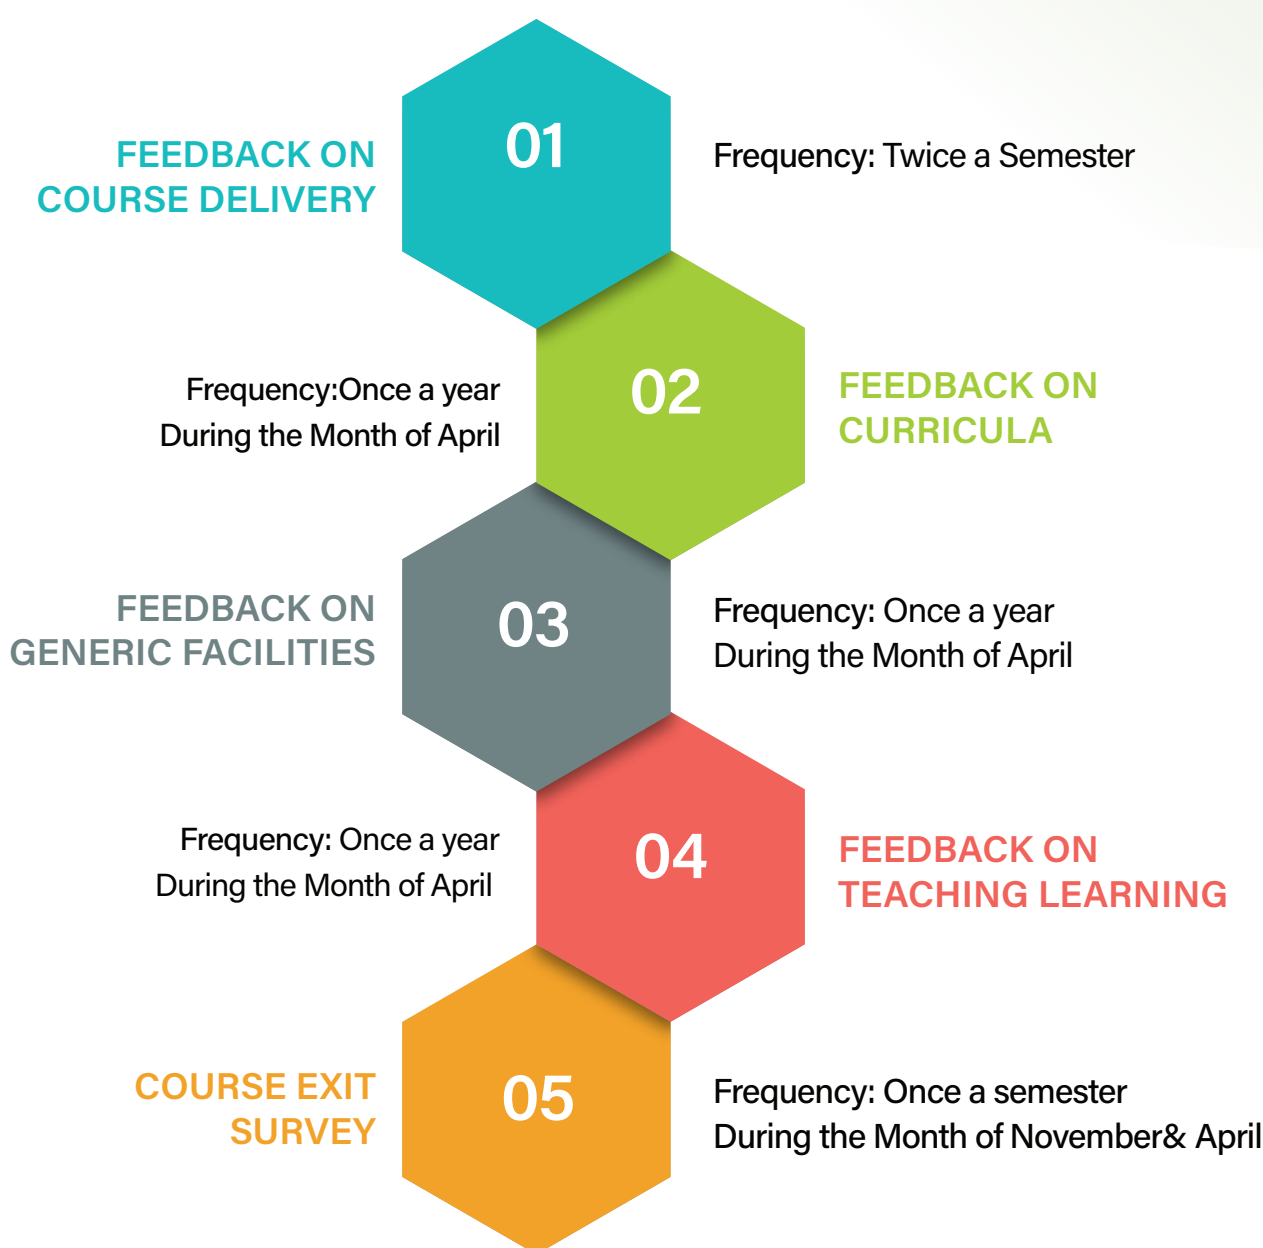 FEEDBACK ON
COURSE DELIVERY
01
Frequency: Twice a Semester
Frequency:Once a year
During the Month of April
02
FEEDBACK ON
CURRICULA
FEEDBACK ON
GENERIC FACILITIES
03
Frequency: Once a year
During the Month of April
Frequency: Once a year
During the Month of April
04
FEEDBACK ON
TEACHING LEARNING
COURSE EXIT
SURVEY
05
Frequency: Once a semester
During the Month of November& April